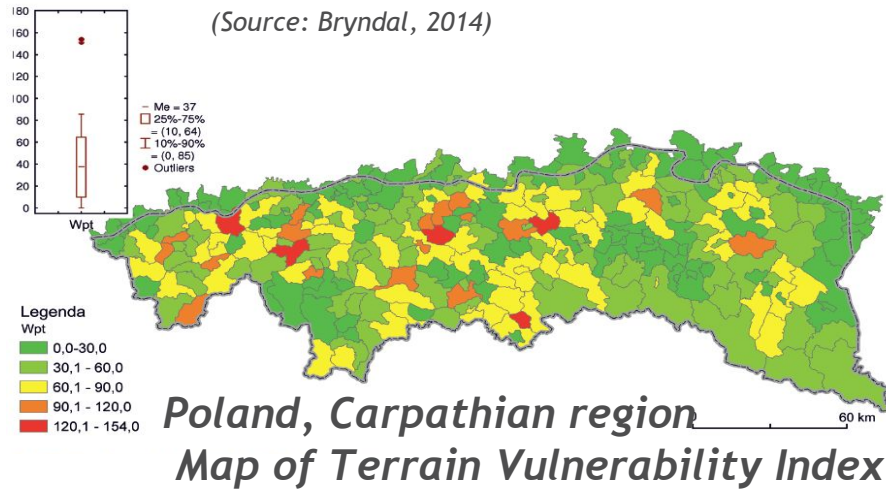 (Source: Bryndal, 2014)
180
160
140
120
100
80
60
40
20
0
Wpt
Me = 37
25%-75%
= (10, 64)
10%-90%
= (0, 85)
Outliers
Legenda
Wpt
0,0-30,0
30,1 - 60,0
60,1 - 90,0
90,1 - 120,0
120,1 - 154,0
0 60 km
Poland, Carpathian region
Map of Terrain Vulnerability Index